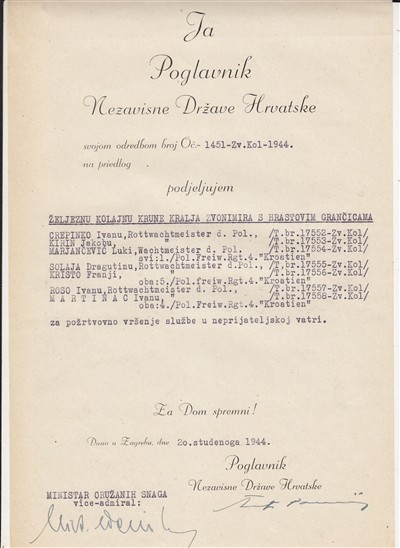 Ja
Poglavnik
Nezavisne Države Hrvatske
svojom odredbom broj Oč.- 1451-Zv.Kol-1944.
na priedlog
podjeljujem
ŽELJEZNU KOLAJNU KRUNE KRALJA ZVONIMIRA S HRASTOVIM GRANČICAMA
CREPINKO Ivanu,Rottwachtmeister d. Pol., /T.br.17552-Zv.Kol/
KIRIN Jakobu, " /T.br.17553-Zv.Kol/
MARJANČEVIĆ Luki,Wachtmeister d. Pol. /T.br.17554-Zv.Kol/
svi:1./Pol.Freiw.Rgt.4."Kroatien"
SOLAJA Dragutinu,Rottwachtmeister d.Pol., /T.br.17555-Zv.Kol/
KRISTO Franji, " /T.br.17556-Zv.Kol/
oba:5./Pol.Freiw.Rgt.4."Kroatien"
ROSO Ivanu,Rottwachtmeister d. Pol., /T.br.17557-Zv.Kol/
M A R T I N A C Ivanu, " /T.br.17558-Zv.Kol/
oba:4./Pol.Freiw.Rgt.4."Kroatien"
za požrtvovno vršenje službe u neprijateljskoj vatri.
Za Dom spremni!
Dano u Zagrebu, dne 20.studenoga 1944.
Poglavnik
Nezavisne Države Hrvatske
MINISTAR ORUŽANIH SNAGA
vice-admiral: